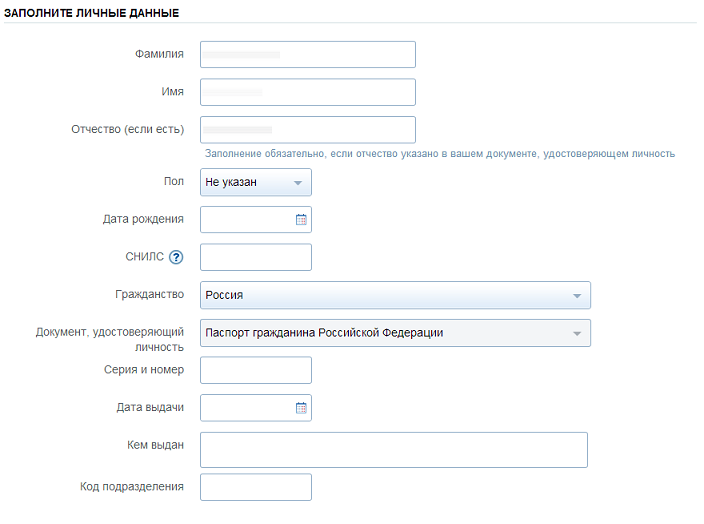 ЗАПОЛНИТЕ ЛИЧНЫЕ ДАННЫЕ
Фамилия
Имя
Отчество (если есть)
Заполнение обязательно, если отчество указано в вашем документе, удостоверяющем личность
Пол Не указан
Дата рождения
СНИЛС ?
Гражданство Россия
Документ, удостоверяющий Паспорт гражданина Российской Федерации
личность
Серия и номер
Дата выдачи
Кем выдан
Код подразделения